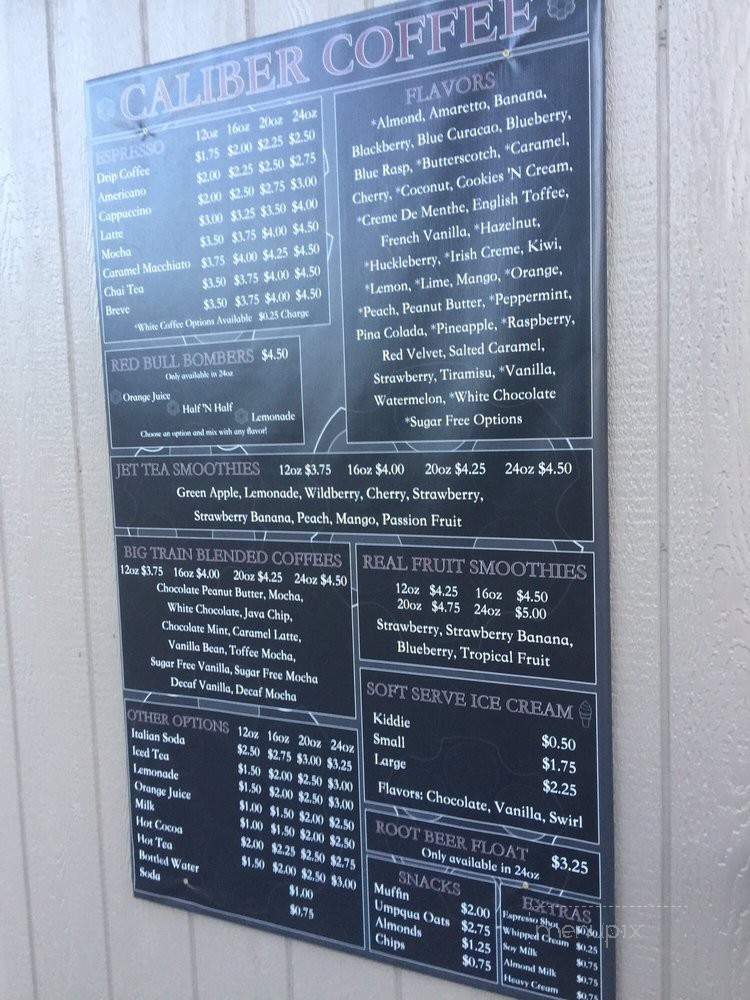 CALIBER COFFEE
ESPRESSO 12oz 16oz 20oz 24oz
Drip Coffee $1.75 $2.00 $2.25 $2.50
Americano $2.00 $2.25 $2.50 $2.75
Cappuccino $2.00 $2.50 $2.75 $3.00
Latte $3.00 $3.25 $3.50 $4.00
Mocha $3.50 $3.75 $4.00 $4.50
Caramel Macchiato $3.75 $4.00 $4.25 $4.50
Chai Tea $3.50 $3.75 $4.00 $4.50
Breve $3.50 $3.75 $4.00 $4.50
*White Coffee Options Available $0.25 Charge
FLAVORS
*Almond, Amaretto, Banana,
Blackberry, Blue Curacao, Blueberry,
Blue Rasp, *Butterscotch, *Caramel,
Cherry, *Coconut, Cookies 'N Cream,
*Creme De Menthe, English Toffee,
French Vanilla, *Hazelnut,
*Huckleberry, *Irish Creme, Kiwi,
*Lemon, *Lime, Mango, *Orange,
*Peach, Peanut Butter, *Peppermint,
Pina Colada, *Pineapple, *Raspberry,
Red Velvet, Salted Caramel,
Strawberry, Tiramisu, *Vanilla,
Watermelon, *White Chocolate
*Sugar Free Options
RED BULL BOMBERS $4.50
Only available in 24oz
Orange Juice
Half 'N Half
Lemonade
Choose an option and mix with any flavor!
JET TEA SMOOTHIES 12oz $3.75 16oz $4.00 20oz $4.25 24oz $4.50
Green Apple, Lemonade, Wildberry, Cherry, Strawberry,
Strawberry Banana, Peach, Mango, Passion Fruit
BIG TRAIN BLENDED COFFEES
12oz $3.75 16oz $4.00 20oz $4.25 24oz $4.50
Chocolate Peanut Butter, Mocha,
White Chocolate, Java Chip,
Chocolate Mint, Caramel Latte,
Vanilla Bean, Toffee Mocha,
Sugar Free Vanilla, Sugar Free Mocha
Decaf Vanilla, Decaf Mocha
REAL FRUIT SMOOTHIES
12oz $4.25 16oz $4.50
20oz $4.75 24oz $5.00
Strawberry, Strawberry Banana,
Blueberry, Tropical Fruit
SOFT SERVE ICE CREAM
Kiddie $0.50
Small $1.75
Large $2.25
Flavors: Chocolate, Vanilla, Swirl
OTHER OPTIONS 12oz 16oz 20oz 24oz
Italian Soda $2.50 $2.75 $3.00 $3.25
Iced Tea $1.50 $2.00 $2.50 $3.00
Lemonade $1.50 $2.00 $2.50 $3.00
Orange Juice $1.00 $1.50 $2.00 $2.50
Milk $1.00 $1.50 $2.00 $2.50
Hot Cocoa $2.00 $2.25 $2.50 $2.75
Hot Tea $1.50 $2.00 $2.50 $3.00
Bottled Water $1.00
Soda $0.75
ROOT BEER FLOAT $3.25
Only available in 24oz
SNACKS
Muffin $2.00
Umpqua Oats $2.75
Almonds $1.25
Chips $0.75
EXTRAS
Espresso Shot
Whipped Cream $0.25
Soy Milk $0.75
Almond Milk $0.75
Heavy Cream $0.75
menupix